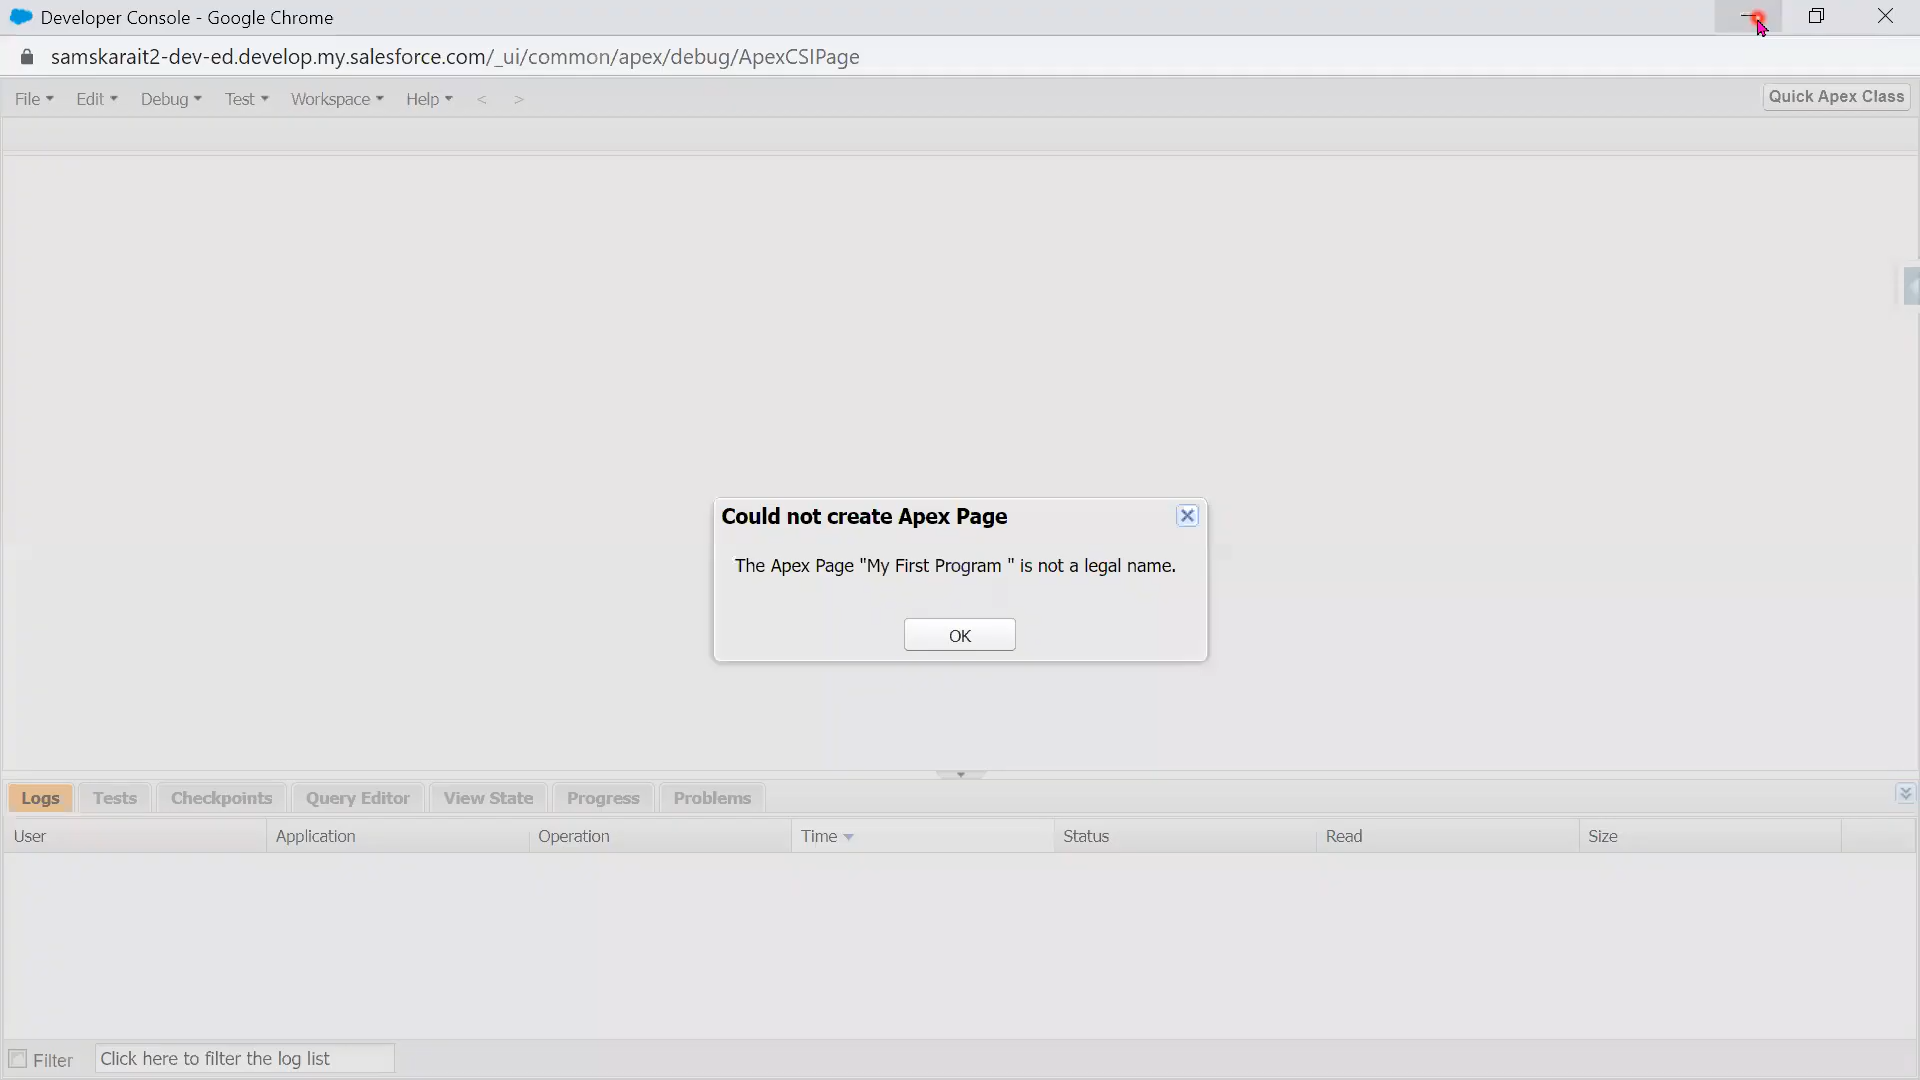 Developer Console - Google Chrome
samskarait2-dev-ed.develop.my.salesforce.com/_ui/common/apex/debug/ApexCSIPage
File Edit Debug Test Workspace Help < >
Quick Apex Class
Could not create Apex Page
The Apex Page "My First Program " is not a legal name.
OK
Logs Tests Checkpoints Query Editor View State Progress Problems
User Application Operation Time Status Read Size
Filter Click here to filter the log list